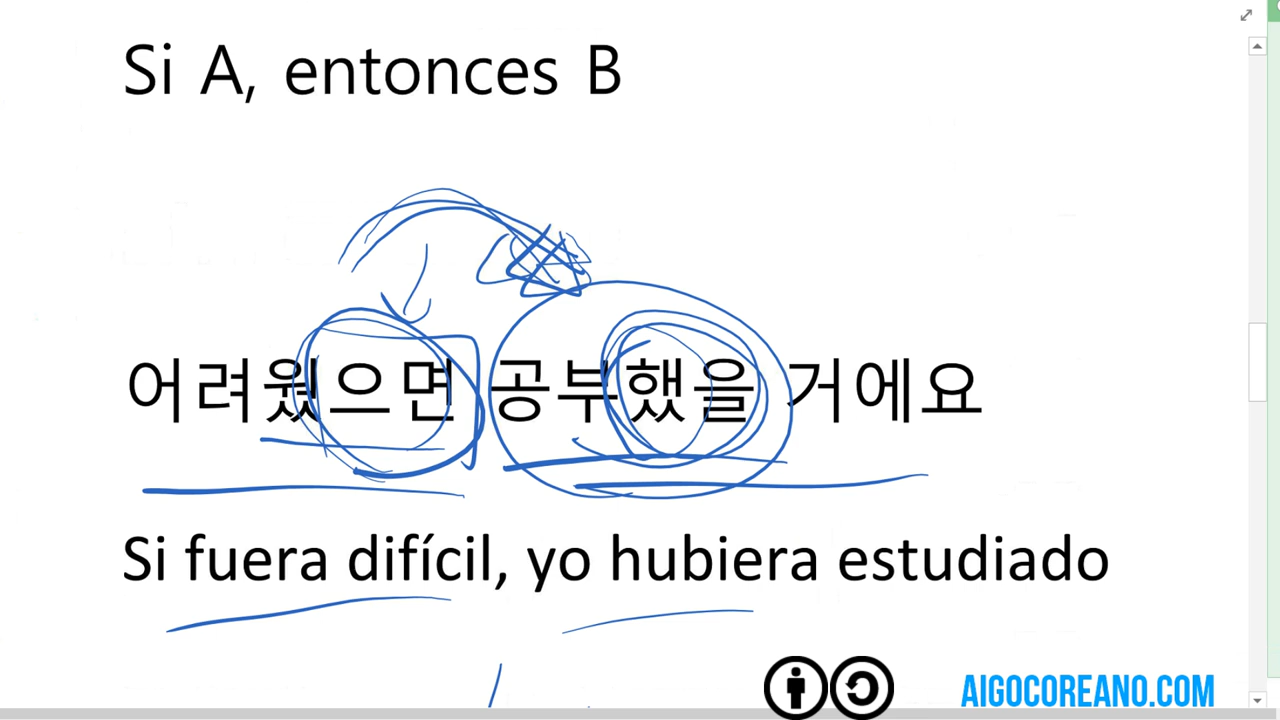 Si A, entonces B
어려웠으면 공부했을 거에요
Si fuera difícil, yo hubiera estudiado
AIGOCOREANO.COM